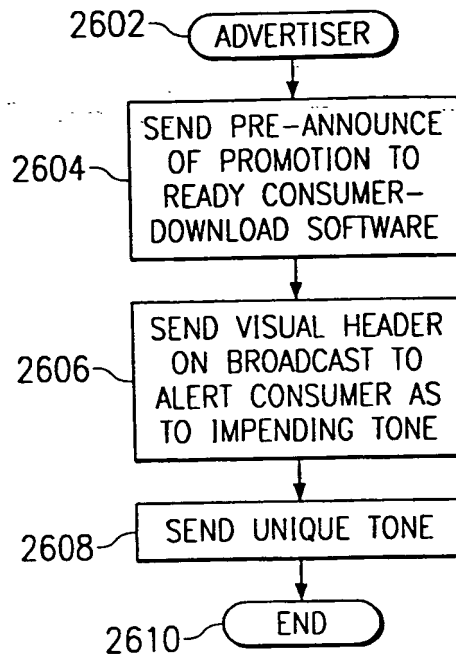 2602
ADVERTISER
2604
SEND PRE-ANNOUNCE
OF PROMOTION TO
READY CONSUMER-
DOWNLOAD SOFTWARE
2606
SEND VISUAL HEADER
ON BROADCAST TO
ALERT CONSUMER AS
TO IMPENDING TONE
2608
SEND UNIQUE TONE
2610
END